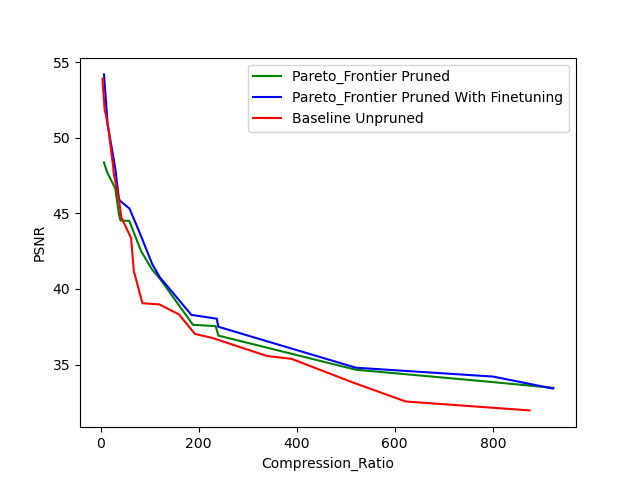 Pareto_Frontier Pruned
Pareto_Frontier Pruned With Finetuning
Baseline Unpruned
PSNR
55
50
45
40
35
0 200 400 600 800
Compression_Ratio